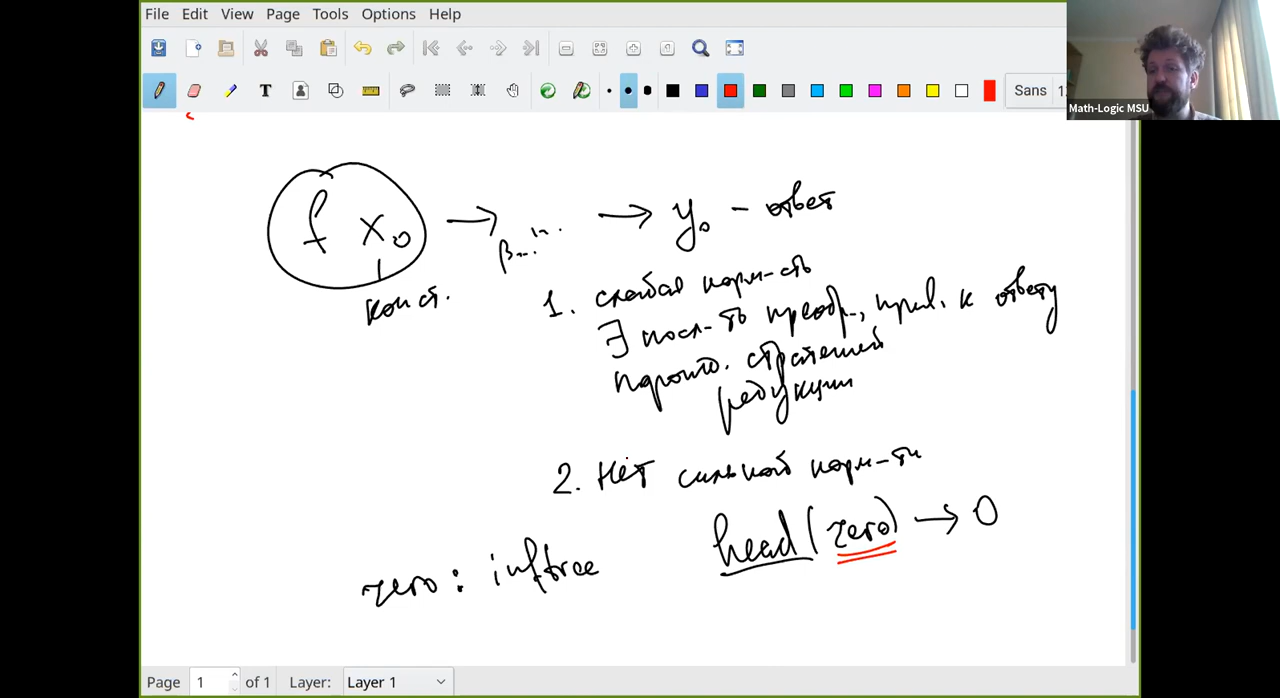 File Edit View Page Tools Options Help
Sans 1
Math-Logic MSU
f x₀ → → y₀ – ответ
β
конст.
1. слабая норм-сть
∃ посл-ть преобр., прив. к ответу
стратегией
редукции
2. Нет сильной норм-ти
head (zero) → 0
zero : inftree
Page 1 of 1 Layer: Layer 1